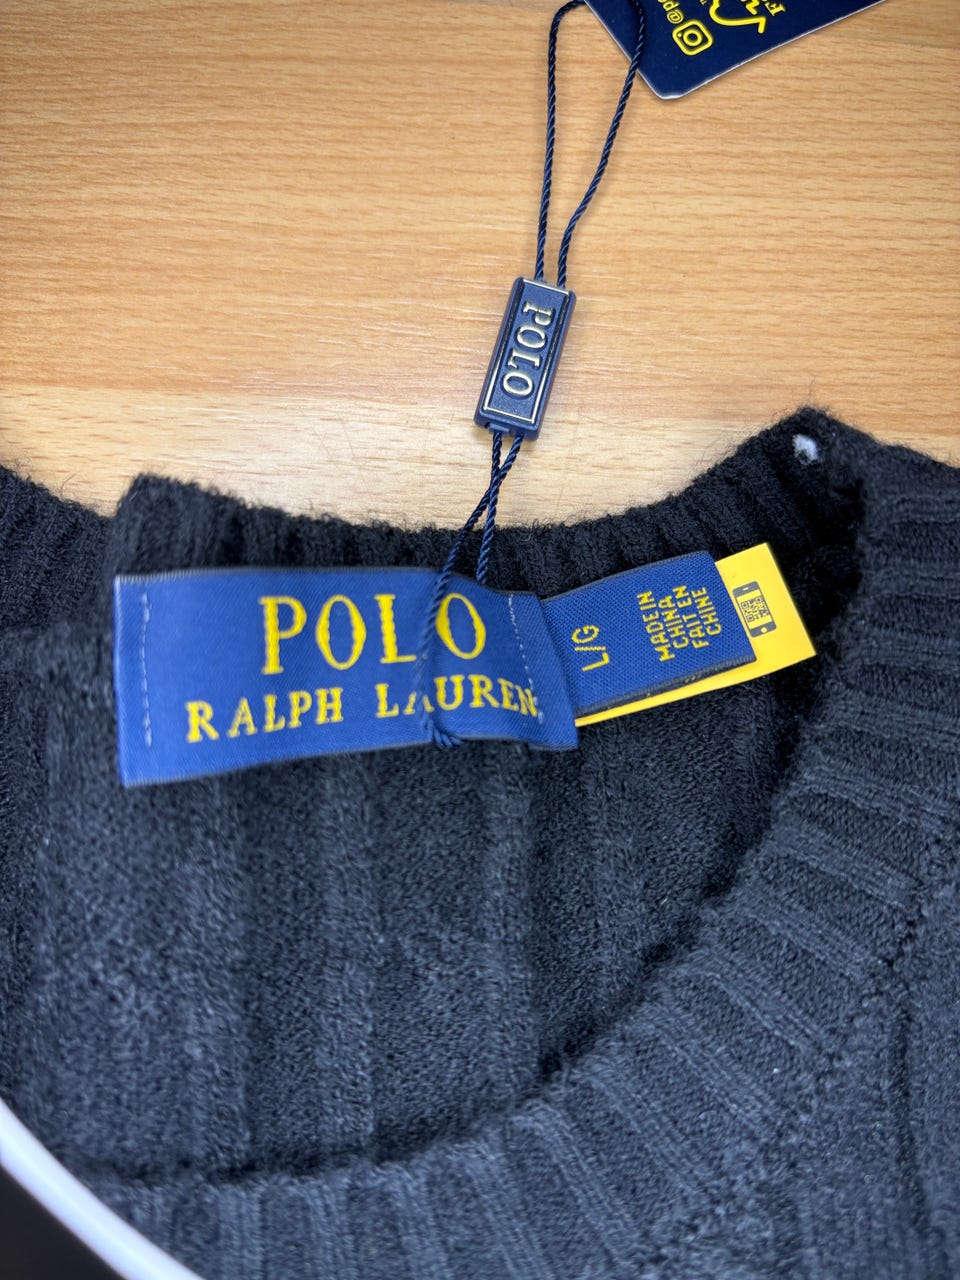 @p
POLO
POLO
RALPH LAUREN
L/G
MADE IN
CHINA
FAIT EN
CHINE